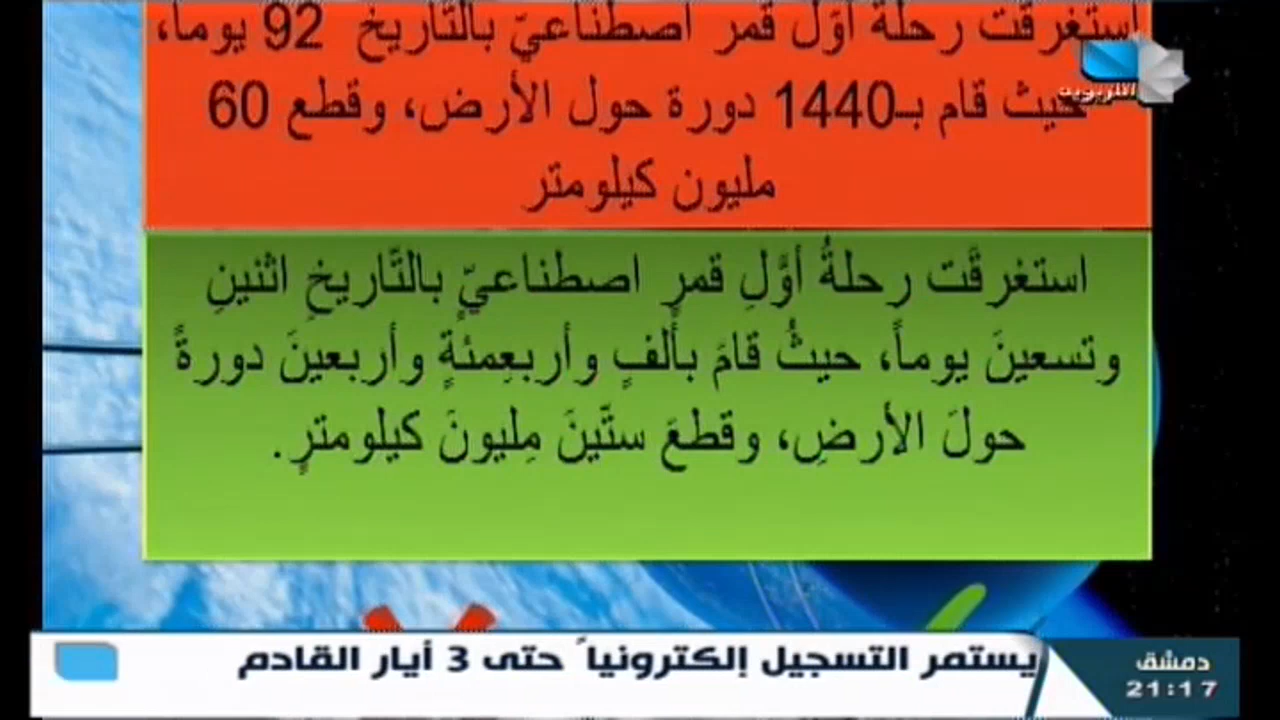 استغرقت رحلة أوّل قمر اصطناعيّ بالتّاريخ 92 يوماً،
حيث قام بـ1440 دورة حول الأرض، وقطع 60
مليون كيلومتر
التربوية
استغرقَت رحلةُ أوَّلِ قمرٍ اصطناعيٍّ بالتَّاريخِ اثنينِ
وتسعينَ يوماً، حيثُ قامَ بألفٍ وأربعِمئةٍ وأربعينَ دورةً
حولَ الأرضِ، وقطعَ ستّينَ مِليونَ كيلومترٍ.
يستمر التسجيل إلكترونياً حتى 3 أيار القادم
دمشق
21:17